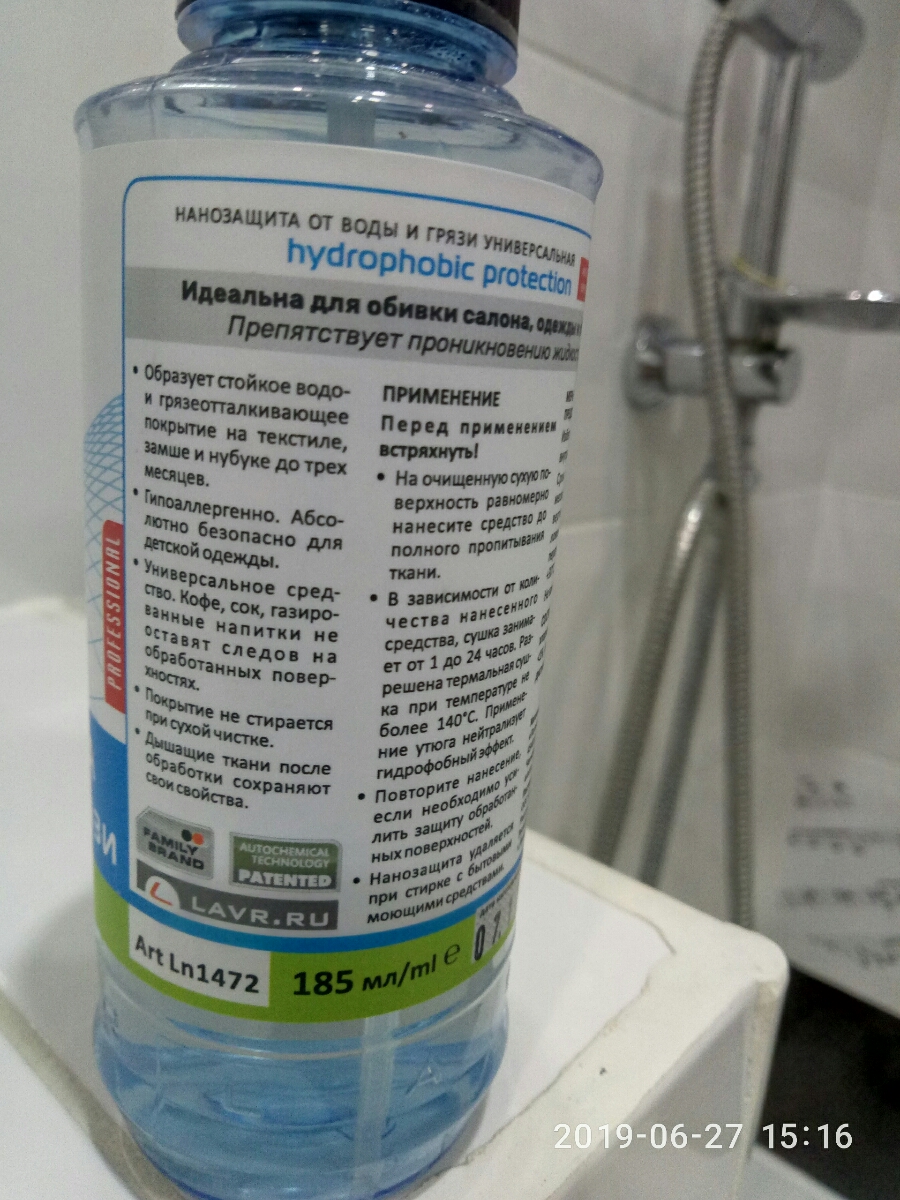 НАНОЗАЩИТА ОТ ВОДЫ И ГРЯЗИ УНИВЕРСАЛЬНАЯ
hydrophobic protection
Идеальна для обивки салона, одежды
Препятствует проникновению
• Образует стойкое водо-
и грязеотталкивающее
покрытие на текстиле,
замше и нубуке до трех
месяцев.
• Гипоаллергенно. Абсо-
лютно безопасно для
детской одежды.
• Универсальное сред-
ство. Кофе, сок, газиро-
ванные напитки не
оставят следов на
обработанных повер-
хностях.
• Покрытие не стирается
при сухой чистке.
• Дышащие ткани после
обработки сохраняют
свои свойства.
ПРИМЕНЕНИЕ
Перед применением
встряхнуть!
• На очищенную сухую по-
верхность равномерно
нанесите средство до
полного пропитывания
ткани.
• В зависимости от коли-
чества нанесенного
средства, сушка занима-
ет от 1 до 24 часов. Раз-
решена термальная суш-
ка при температуре не
более 140°C. Примене-
ние утюга нейтрализует
гидрофобный эффект.
• Повторите нанесение,
если необходимо уси-
лить защиту обработан-
ных поверхностей.
• Нанозащита удаляется
при стирке с бытовыми
моющими средствами.
PROFESSIONAL
FAMILY
BRAND
AUTOCHEMICAL
TECHNOLOGY
PATENTED
LAVR.RU
Art Ln1472
185 мл/ml e
2019-06-27 15:16